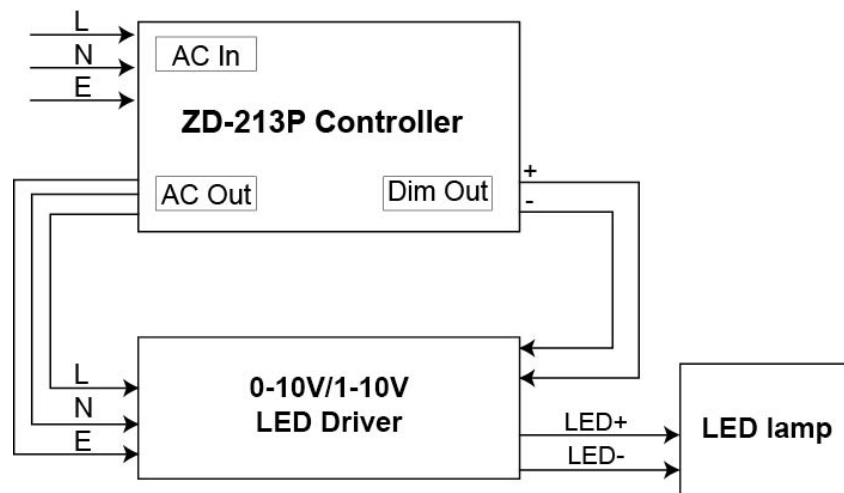 L
N
E
AC In
ZD-213P Controller
AC Out
Dim Out
+
-
L
N
E
0-10V/1-10V
LED Driver
LED+
LED-
LED lamp